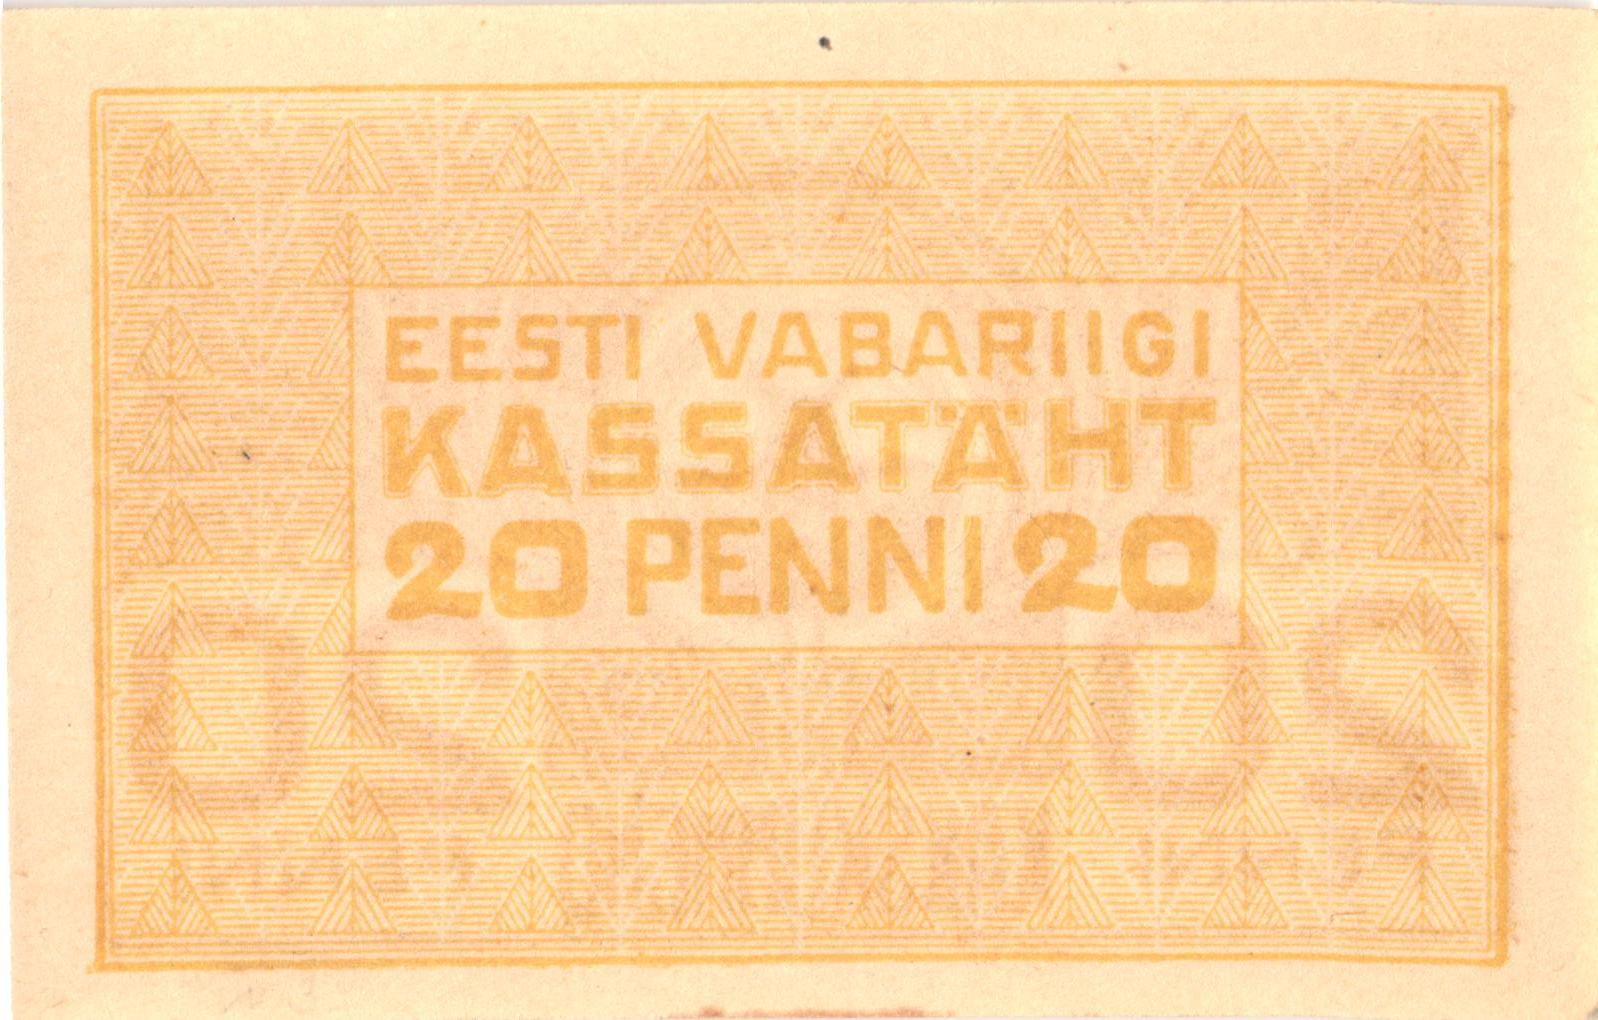 EESTI VABARIIGI
KASSATÄHT
20 PENNI 20